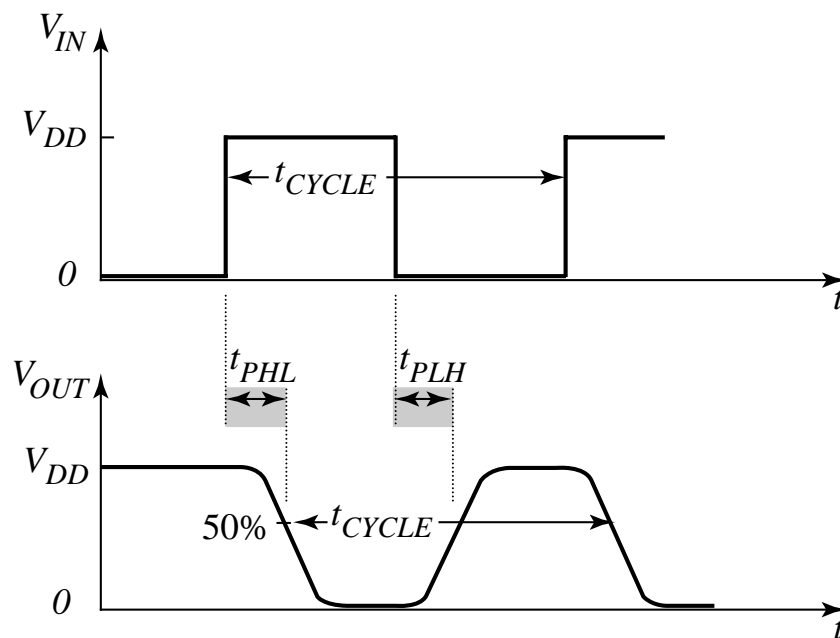 V_IN
V_DD
t_CYCLE
0
t
t_PHL
t_PLH
V_OUT
V_DD
50%
t_CYCLE
0
t